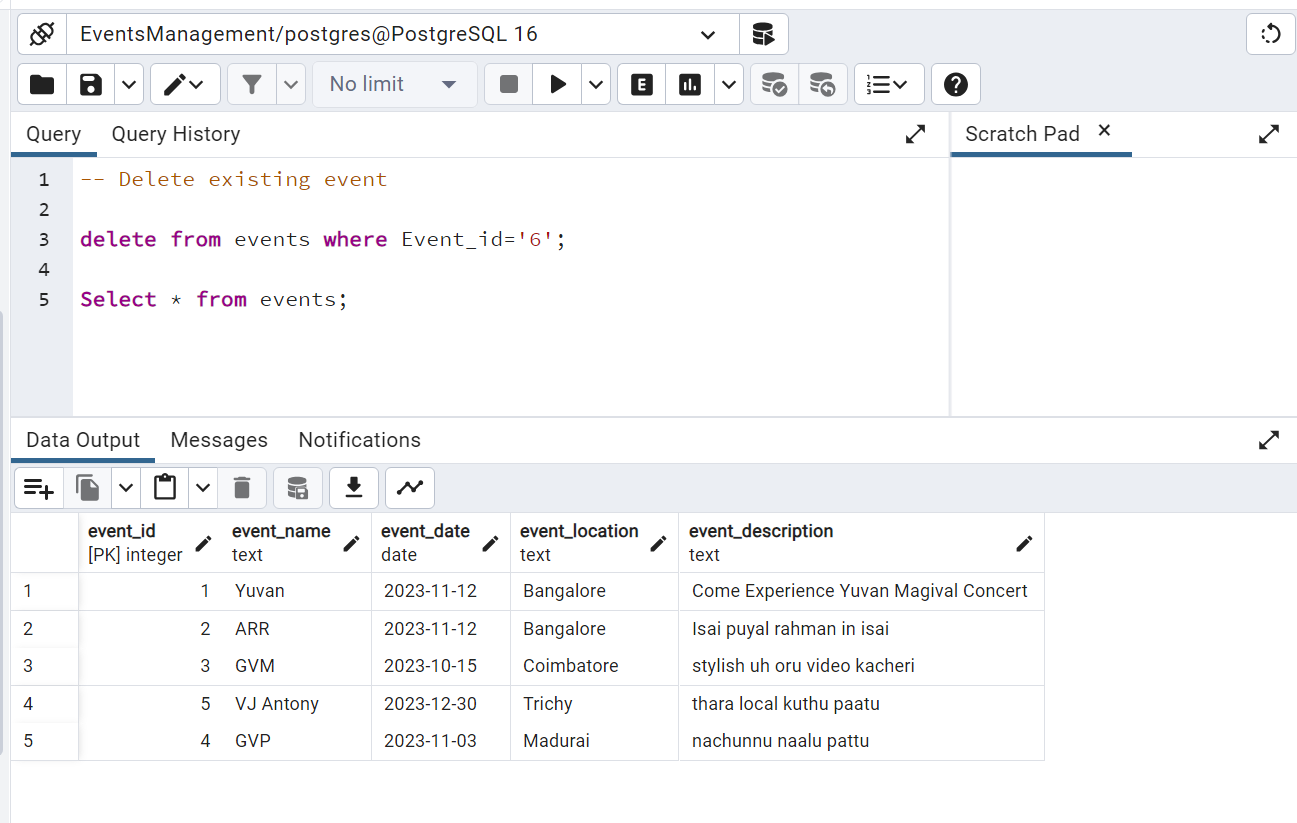 EventsManagement/postgres@PostgreSQL 16
No limit
E
Query Query History
Scratch Pad
1 -- Delete existing event
2
3 delete from events where Event_id='6';
4
5 Select * from events;
Data Output Messages Notifications
event_id event_name event_date event_location event_description
[PK] integer text date text text
1 1 Yuvan 2023-11-12 Bangalore Come Experience Yuvan Magival Concert
2 2 ARR 2023-11-12 Bangalore Isai puyal rahman in isai
3 3 GVM 2023-10-15 Coimbatore stylish uh oru video kacheri
4 5 VJ Antony 2023-12-30 Trichy thara local kuthu paatu
5 4 GVP 2023-11-03 Madurai nachunnu naalu pattu